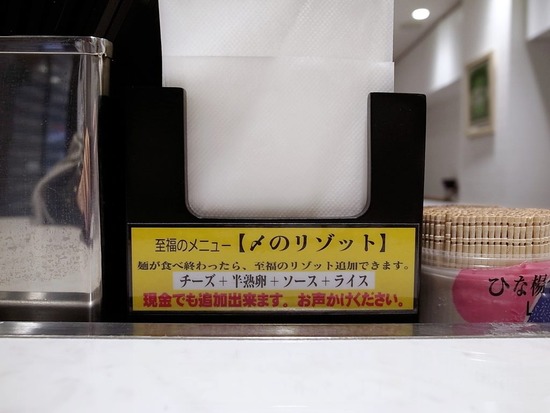 至福のメニュー【〆のリゾット】
麺が食べ終わったら、至福のリゾット追加できます。
チーズ+半熟卵+ソース+ライス
現金でも追加出来ます。お声かけください。
ひな楊
し